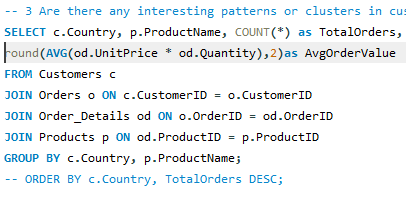 -- 3 Are there any interesting patterns or clusters in cus
SELECT c.Country, p.ProductName, COUNT(*) as TotalOrders,
round(AVG(od.UnitPrice * od.Quantity),2)as AvgOrderValue
FROM Customers c
JOIN Orders o ON c.CustomerID = o.CustomerID
JOIN Order_Details od ON o.OrderID = od.OrderID
JOIN Products p ON od.ProductID = p.ProductID
GROUP BY c.Country, p.ProductName;
-- ORDER BY c.Country, TotalOrders DESC;